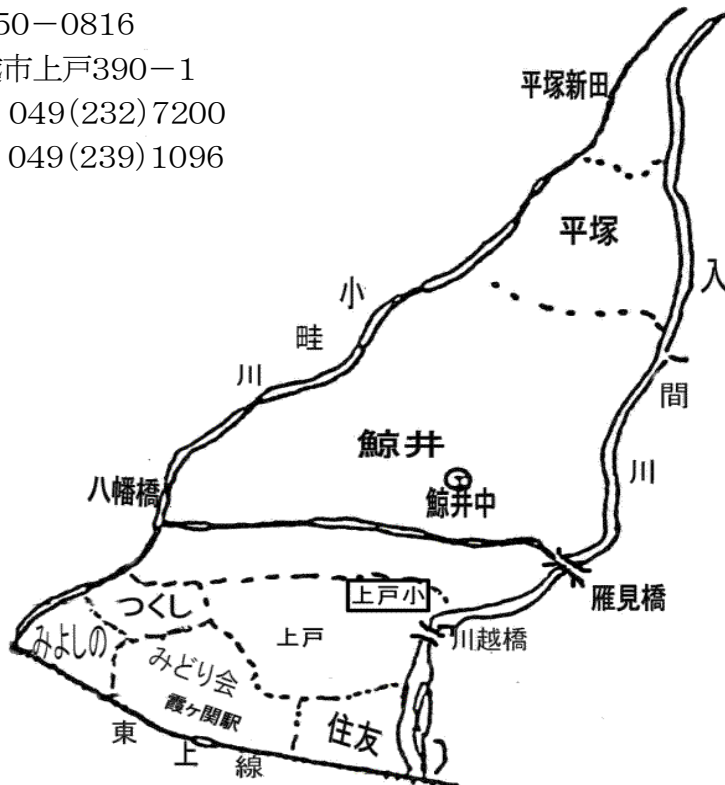 50－0816
市上戸390－1
049(232)7200
049(239)1096
平塚新田
平塚
入間川
小畔川
鯨井
鯨井中
八幡橋
雁見橋
上戸小
つくし
川越橋
みよしの
上戸
みどり会
霞ヶ関駅
住友
東上線